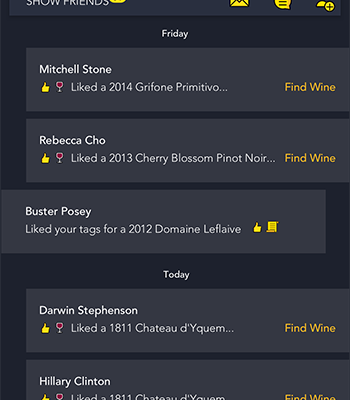 SHOW FRIENDS
Friday
Mitchell Stone
Liked a 2014 Grifone Primitivo...
Find Wine
Rebecca Cho
Liked a 2013 Cherry Blossom Pinot Noir...
Find Wine
Buster Posey
Liked your tags for a 2012 Domaine Leflaive
Today
Darwin Stephenson
Liked a 1811 Chateau d'Yquem...
Find Wine
Hillary Clinton
Liked a 1811 Chateau d'Yquem...
Find Wine